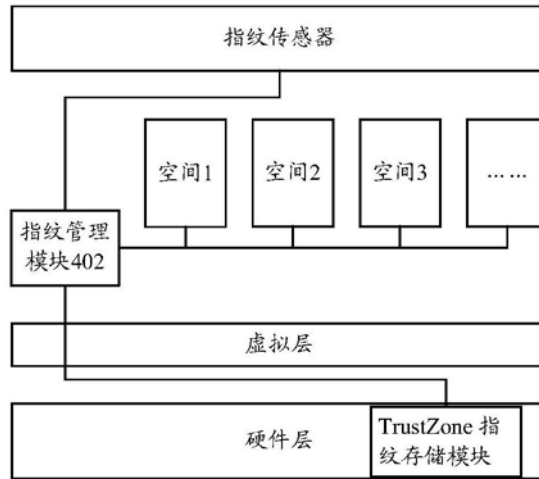 指纹传感器
空间1
空间2
空间3
……
指纹管理
模块402
虚拟层
硬件层
TrustZone 指
纹存储模块